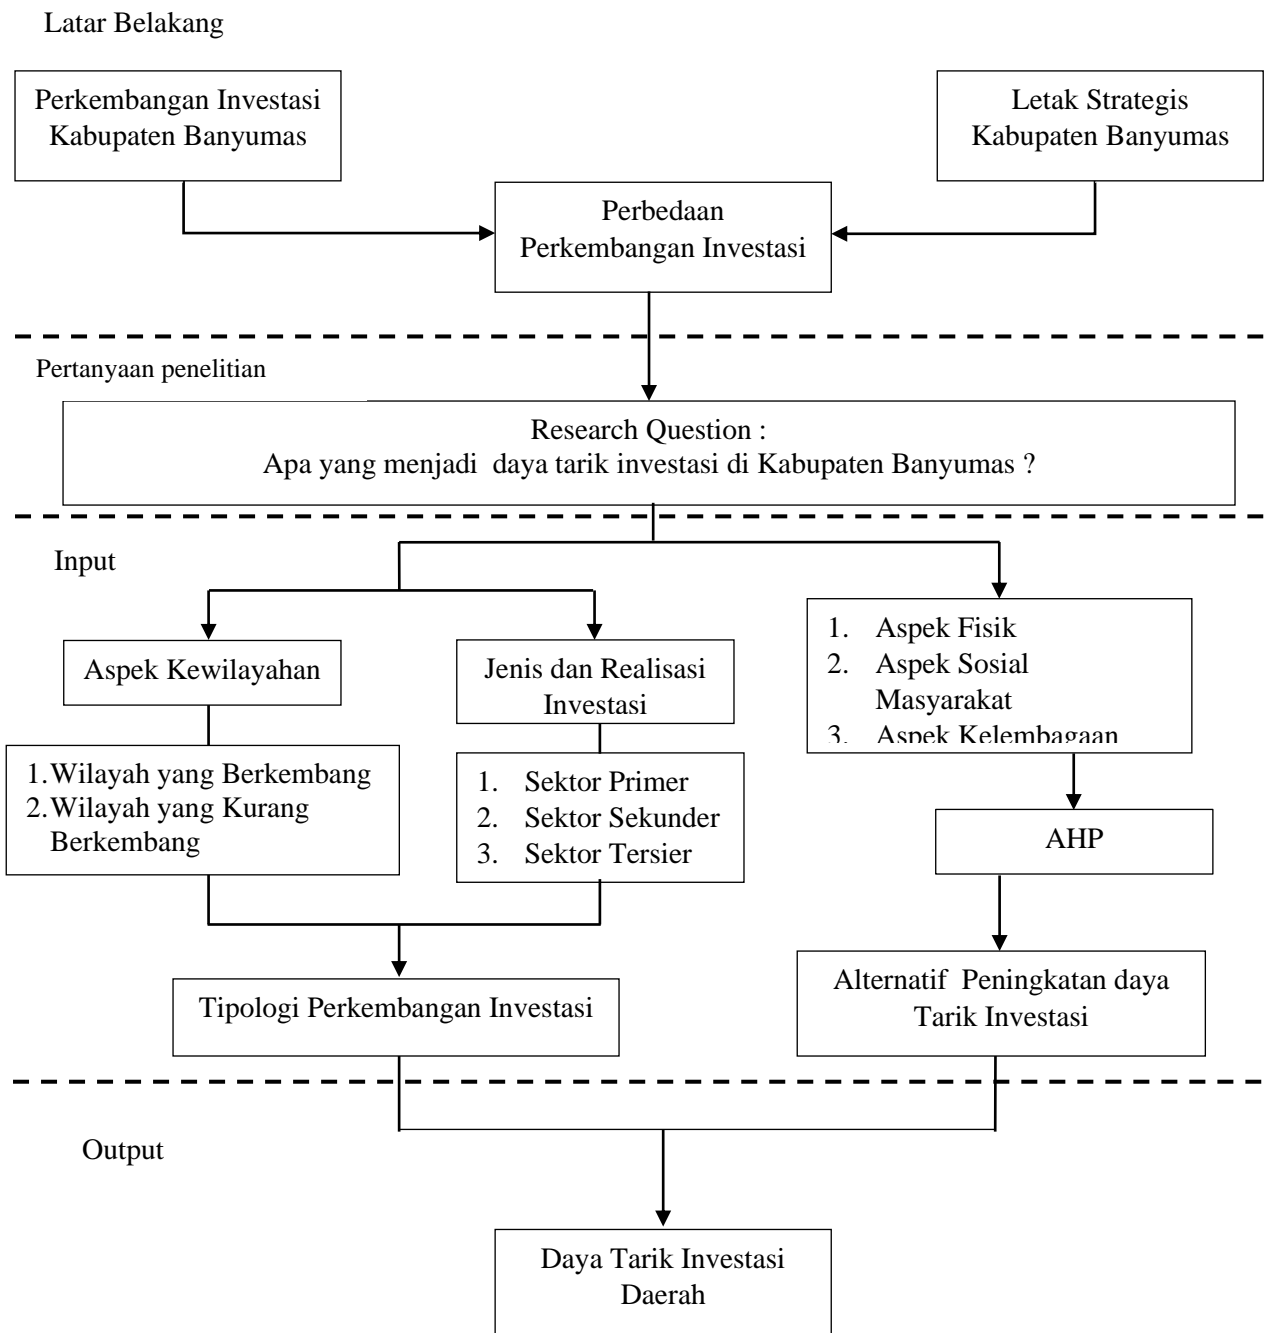 Latar Belakang
Perkembangan Investasi
Kabupaten Banyumas
Letak Strategis
Kabupaten Banyumas
Perbedaan
Perkembangan Investasi
Pertanyaan penelitian
Research Question :
Apa yang menjadi daya tarik investasi di Kabupaten Banyumas ?
Input
Aspek Kewilayahan
Jenis dan Realisasi
Investasi
1. Aspek Fisik
2. Aspek Sosial
Masyarakat
3. Aspek Kelembagaan
1.Wilayah yang Berkembang
2.Wilayah yang Kurang
Berkembang
1. Sektor Primer
2. Sektor Sekunder
3. Sektor Tersier
AHP
Tipologi Perkembangan Investasi
Alternatif Peningkatan daya
Tarik Investasi
Output
Daya Tarik Investasi
Daerah